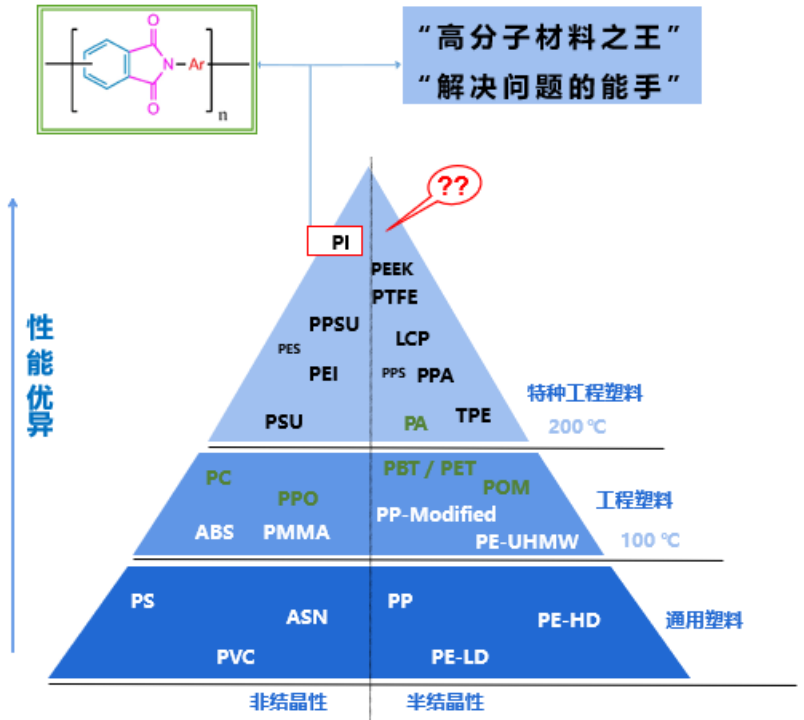 “高分子材料之王”
“解决问题的能手”
O
N
Ar
O
n
??
PI
PEEK
PTFE
PPSU
LCP
PES
PEI
PPS
PPA
PSU
PA
TPE
性能优异
特种工程塑料
200 ℃
PC
PBT / PET
PPO
POM
PP-Modified
ABS
PMMA
PE-UHMW
工程塑料
100 ℃
PS
PP
ASN
PE-HD
PVC
PE-LD
通用塑料
非结晶性
半结晶性